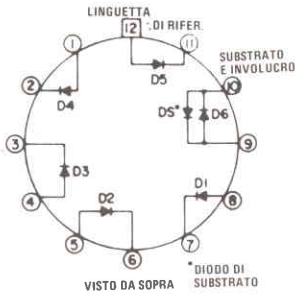 LINGUETTA
DI RIFER.
12
1
11
SUBSTRATO
E INVOLUCRO
D5
2
D4
10
DS*
D6
3
9
D3
4
D2
D1
8
5
7
6
*DIODO DI
SUBSTRATO
VISTO DA SOPRA